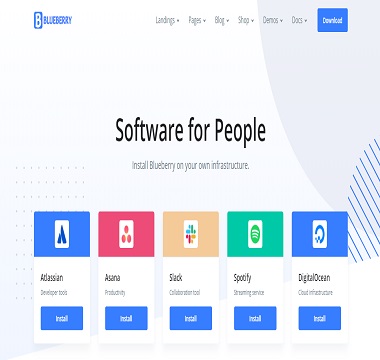 BLUEBERRY
Landings Pages Blog Shop Demos Docs Download
Software for People
Install Blueberry on your own infrastructure.
Atlassian Asana Slack Spotify DigitalOcean
Developer tools Productivity Collaboration tool Streaming service Cloud infrastructure
Install Install Install Install Install